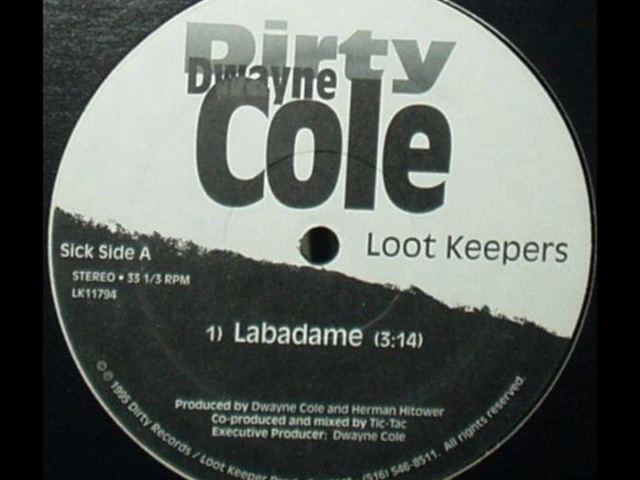 Dirty
Dwayne
Cole
Loot Keepers
Sick Side A
STEREO • 33 1/3 RPM
LK11794
1) Labadame (3:14)
Produced by Dwayne Cole and Herman Hitower
Co-produced and mixed by Tic-Tac
Executive Producer: Dwayne Cole
© ℗ 1995 Dirty Records / Loot Keeper (516) 546-8511. All rights reserved.